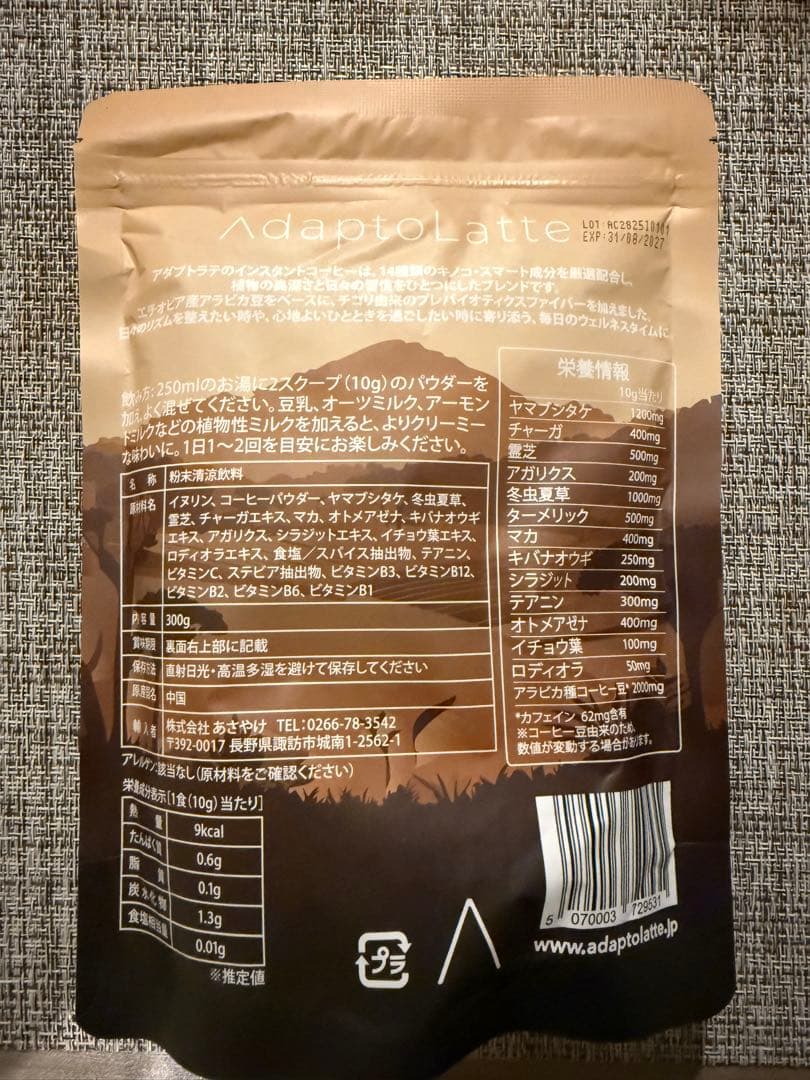 AdaptoLatte
LOT:AC282510101
EXP:31/08/2027
アダプトラテのインスタントコーヒーは、14種類のキノコ・スマート成分を厳選配合し、
植物の奥深さと日々の習慣をひとつにしたブレンドです。
エチオピア産アラビカ豆をベースに、チコリ由来のプレバイオティクスファイバーを加えました。
日々のリズムを整えたい時や、心地よいひとときを過ごしたい時に寄り添う、毎日のウェルネスタイムに
飲み方：250mlのお湯に2スクープ（10g）のパウダーを
加え、よく混ぜてください。豆乳、オーツミルク、アーモン
ドミルクなどの植物性ミルクを加えると、よりクリーミー
な味わいに。1日1～2回を目安にお楽しみください。
名 称 粉末清涼飲料
原材料名 イヌリン、コーヒーパウダー、ヤマブシタケ、冬虫夏草、
霊芝、チャーガエキス、マカ、オトメアゼナ、キバナオウギ
エキス、アガリクス、シラジットエキス、イチョウ葉エキス、
ロディオラエキス、食塩／スパイス抽出物、テアニン、
ビタミンC、ステビア抽出物、ビタミンB3、ビタミンB12、
ビタミンB2、ビタミンB6、ビタミンB1
内容量 300g
賞味期限 裏面右上部に記載
保存方法 直射日光・高温多湿を避けて保存してください
原産国名 中国
輸入者 株式会社 あさやけ TEL：0266-78-3542
〒392-0017 長野県諏訪市城南1-2562-1
アレルゲン：該当なし（原材料をご確認ください）
栄養成分表示［1食（10g）当たり］
熱 量 9kcal
たんぱく質 0.6g
脂 質 0.1g
炭水化物 1.3g
食塩相当量 0.01g
※推定値
栄養情報
10g当たり
ヤマブシタケ 1200mg
チャーガ 400mg
霊芝 500mg
アガリクス 200mg
冬虫夏草 1000mg
ターメリック 500mg
マカ 400mg
キバナオウギ 250mg
シラジット 200mg
テアニン 300mg
オトメアゼナ 400mg
イチョウ葉 100mg
ロディオラ 50mg
アラビカ種コーヒー豆* 2000mg
*カフェイン 62mg含有
※コーヒー豆由来のため、
数値が変動する場合があります。
プラ
5 070003 729531
www.adaptolatte.jp